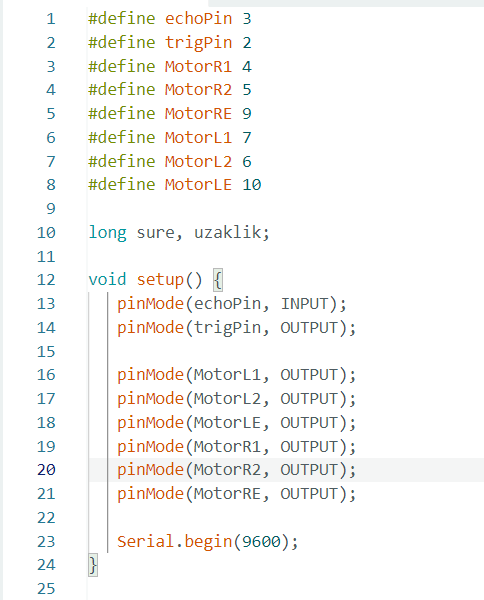 1 #define echoPin 3
2 #define trigPin 2
3 #define MotorR1 4
4 #define MotorR2 5
5 #define MotorRE 9
6 #define MotorL1 7
7 #define MotorL2 6
8 #define MotorLE 10
9
10 long sure, uzaklik;
11
12 void setup() {
13 pinMode(echoPin, INPUT);
14 pinMode(trigPin, OUTPUT);
15
16 pinMode(MotorL1, OUTPUT);
17 pinMode(MotorL2, OUTPUT);
18 pinMode(MotorLE, OUTPUT);
19 pinMode(MotorR1, OUTPUT);
20 pinMode(MotorR2, OUTPUT);
21 pinMode(MotorRE, OUTPUT);
22
23 Serial.begin(9600);
24 }
25